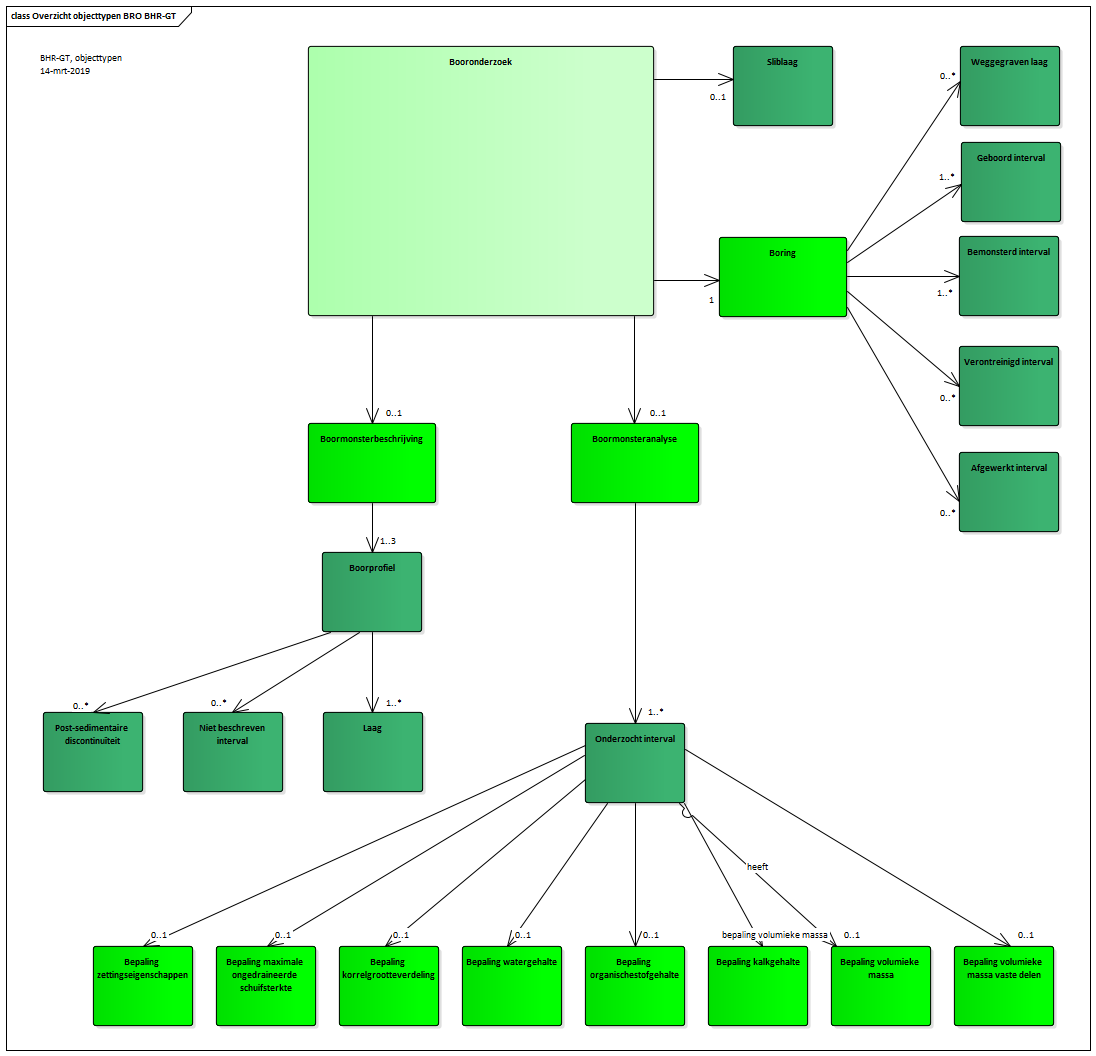 class Overzicht objecttypen BRO BHR-GT
BHR-GT, objecttypen
14-mrt-2019
Booronderzoek
Sliblaag
0..1
Weggegraven laag
0..*
Geboord interval
1..*
Boring
1
Bemonsterd interval
1..*
Verontreinigd interval
0..*
Afgewerkt interval
0..*
0..1
0..1
Boormonsterbeschrijving
Boormonsteranalyse
1..3
Boorprofiel
0..*
0..*
1..*
1..*
Post-sedimentaire
discontinuïteit
Niet beschreven
interval
Laag
Onderzocht interval
heeft
0..1
0..1
0..1
0..1
0..1
bepaling volumieke massa
0..1
0..1
Bepaling
zettingseigenschappen
Bepaling maximale
ongedraineerde
schuifsterkte
Bepaling
korrelgrootteverdeling
Bepaling watergehalte
Bepaling
organischestofgehalte
Bepaling kalkgehalte
Bepaling volumieke
massa
Bepaling volumieke
massa vaste delen